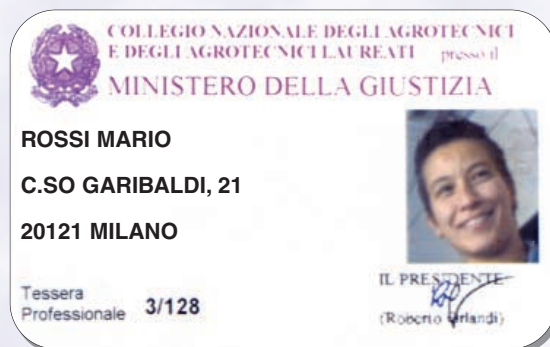 COLLEGIO NAZIONALE DEGLI AGROTECNICI
E DEGLI AGROTECNICI LAUREATI presso il
MINISTERO DELLA GIUSTIZIA
ROSSI MARIO
C.SO GARIBALDI, 21
20121 MILANO
Tessera
Professionale 3/128
IL PRESIDENTE
(Roberto Orlandi)